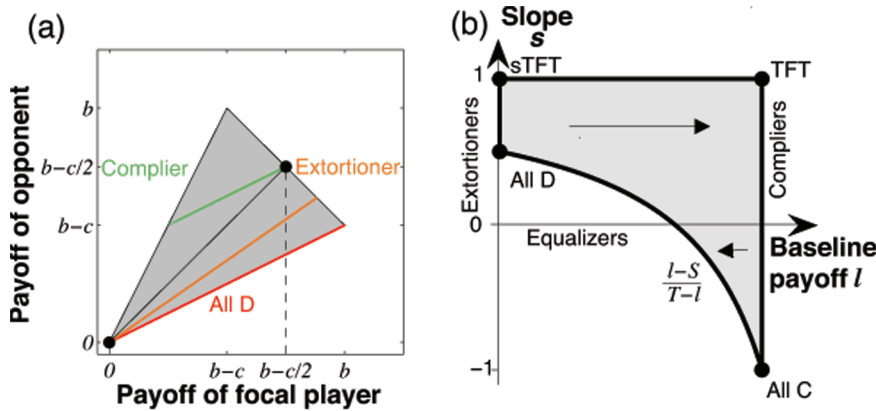 (a)
Payoff of opponent
b
b−c/2
b−c
0
Complier
Extortioner
All D
0
b−c
b−c/2
b
Payoff of focal player
(b)
Slope
s
1
sTFT
TFT
Extortioners
All D
Compliers
0
Equalizers
Baseline
payoff l
l−S
T−l
−1
All C